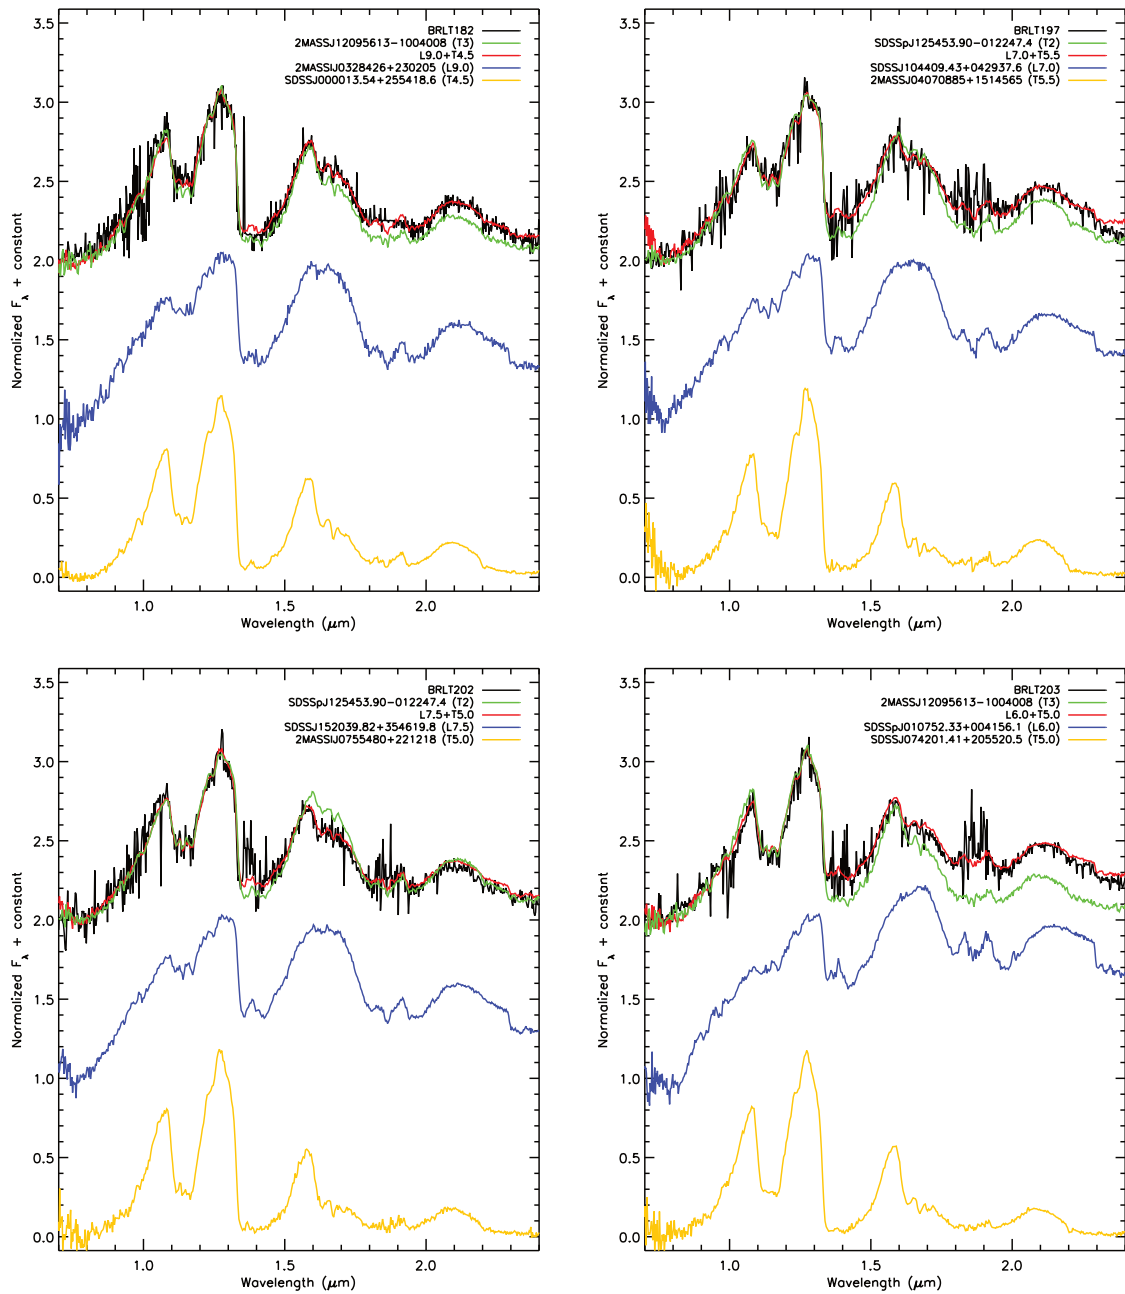 BRLT182
2MASSJ12095613-1004008 (T3)
L9.0+T4.5
2MASSIJ0328426+230205 (L9.0)
SDSSJ000013.54+255418.6 (T4.5)
3.5
3.0
2.5
2.0
1.5
1.0
0.5
0.0
Normalized Fλ + constant
1.0 1.5 2.0
Wavelength (μm)
BRLT197
SDSSpJ125453.90-012247.4 (T2)
L7.0+T5.5
SDSSJ104409.43+042937.6 (L7.0)
2MASSJ04070885+1514565 (T5.5)
3.5
3.0
2.5
2.0
1.5
1.0
0.5
0.0
Normalized Fλ + constant
1.0 1.5 2.0
Wavelength (μm)
BRLT202
SDSSpJ125453.90-012247.4 (T2)
L7.5+T5.0
SDSSJ152039.82+354619.8 (L7.5)
2MASSIJ0755480+221218 (T5.0)
3.5
3.0
2.5
2.0
1.5
1.0
0.5
0.0
Normalized Fλ + constant
1.0 1.5 2.0
Wavelength (μm)
BRLT203
2MASSJ12095613-1004008 (T3)
L6.0+T5.0
SDSSpJ010752.33+004156.1 (L6.0)
SDSSJ074201.41+205520.5 (T5.0)
3.5
3.0
2.5
2.0
1.5
1.0
0.5
0.0
Normalized Fλ + constant
1.0 1.5 2.0
Wavelength (μm)